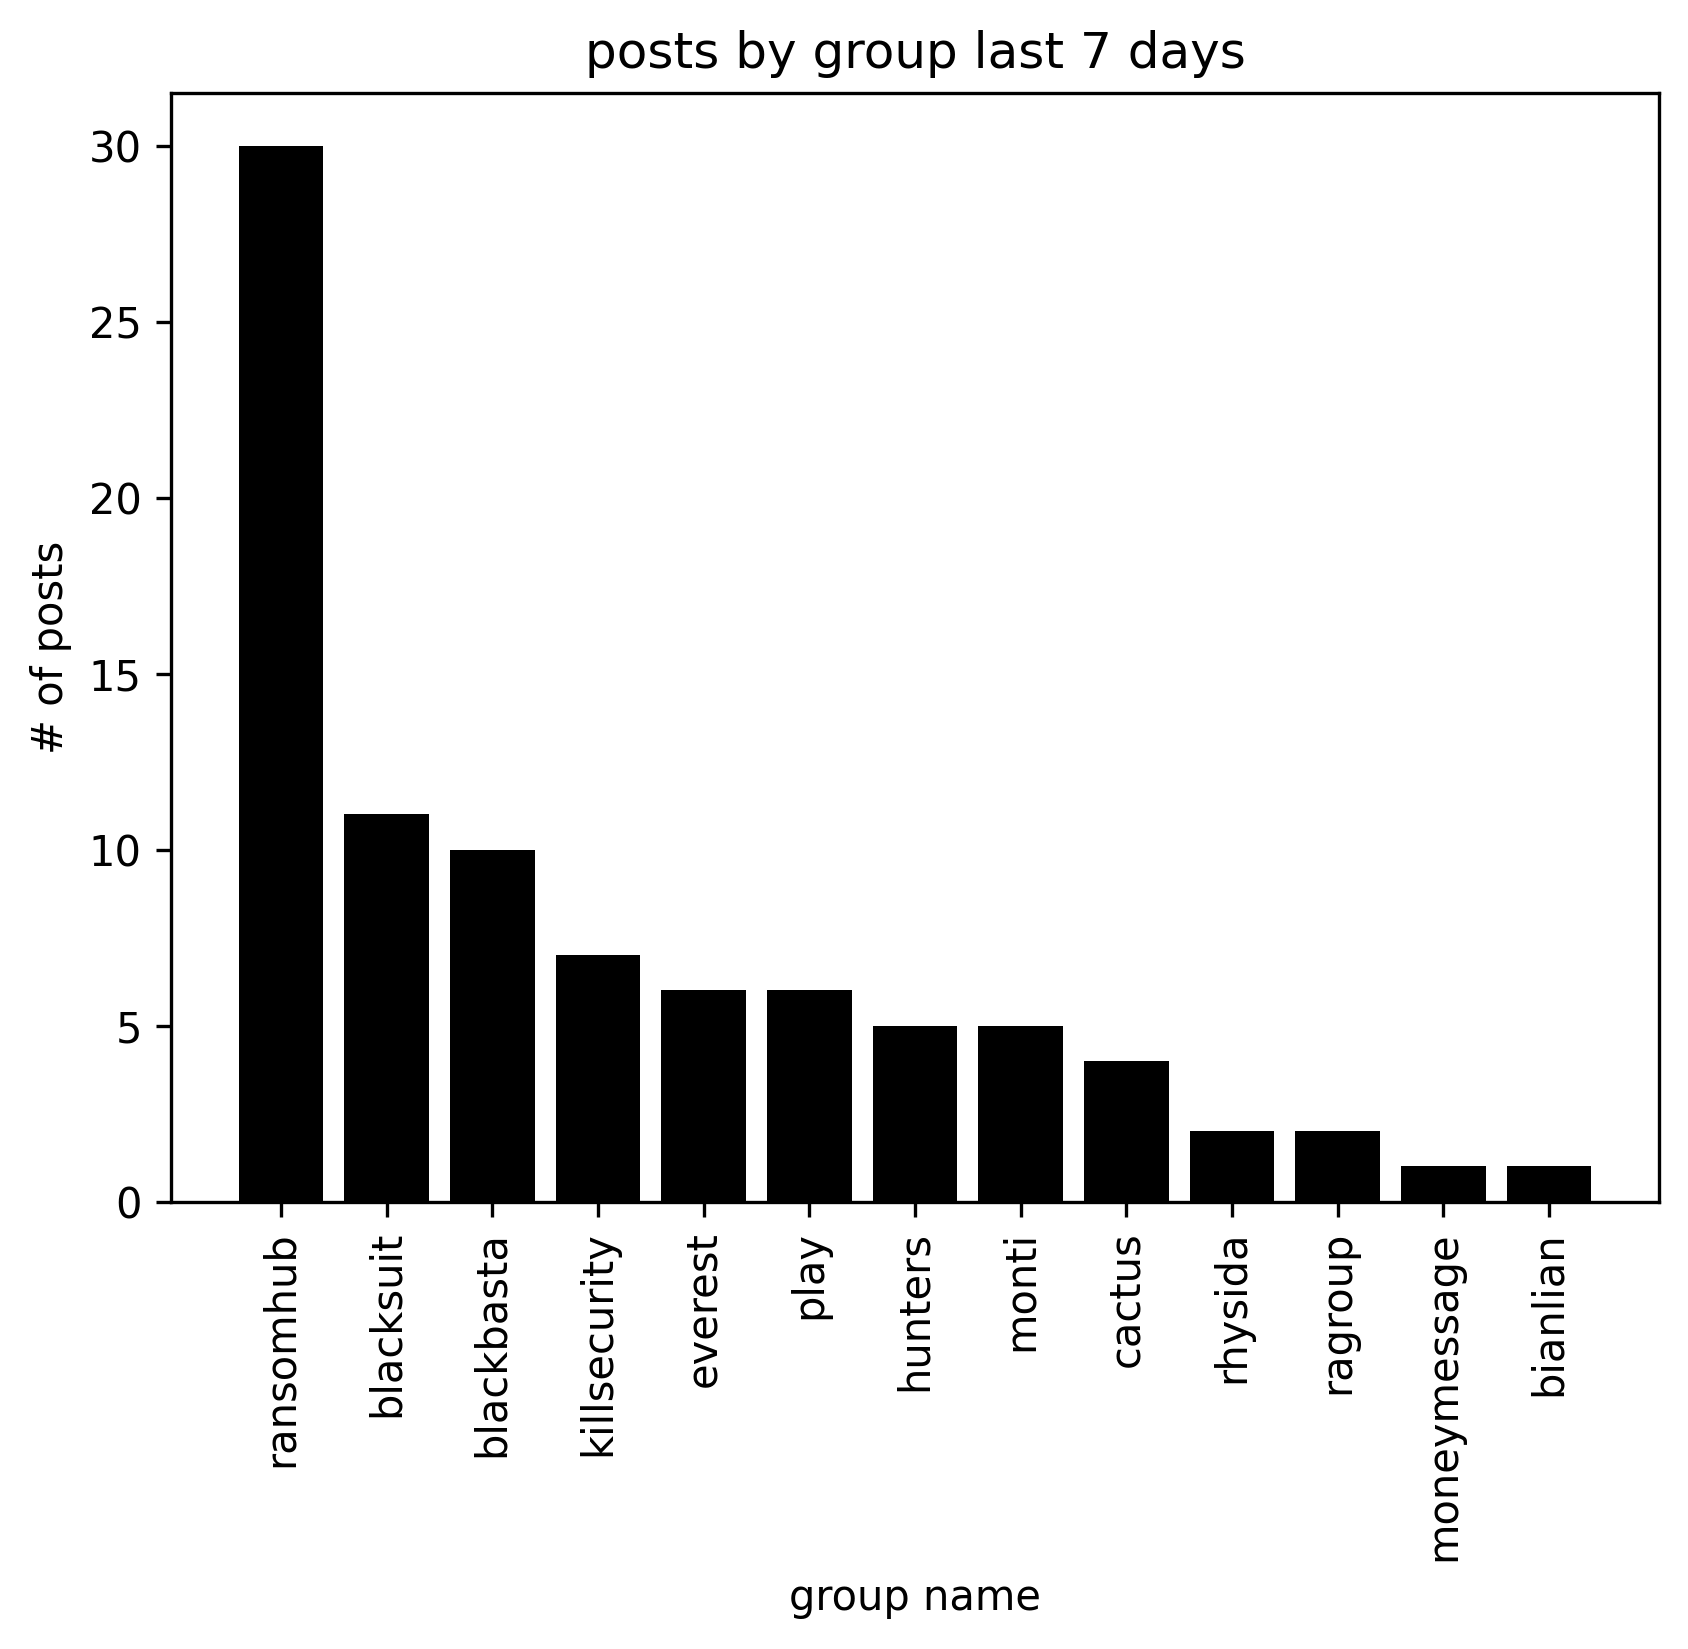 posts by group last 7 days
# of posts
30
25
20
15
10
5
0
ransomhub
blacksuit
blackbasta
killsecurity
everest
play
hunters
monti
cactus
rhysida
ragroup
moneymessage
bianlian
group name